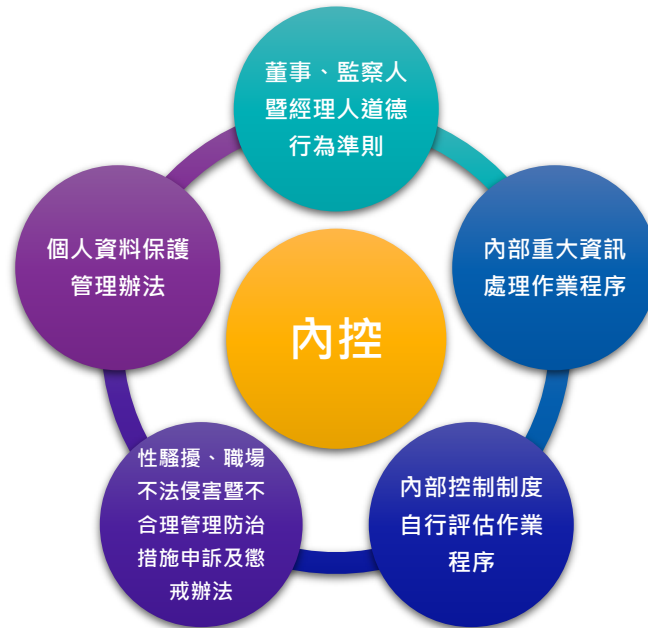 董事、監察人
暨經理人道德
行為準則
內部重大資訊
處理作業程序
內部控制制度
自行評估作業
程序
性騷擾、職場
不法侵害暨不
合理管理防治
措施申訴及懲
戒辦法
個人資料保護
管理辦法
內控